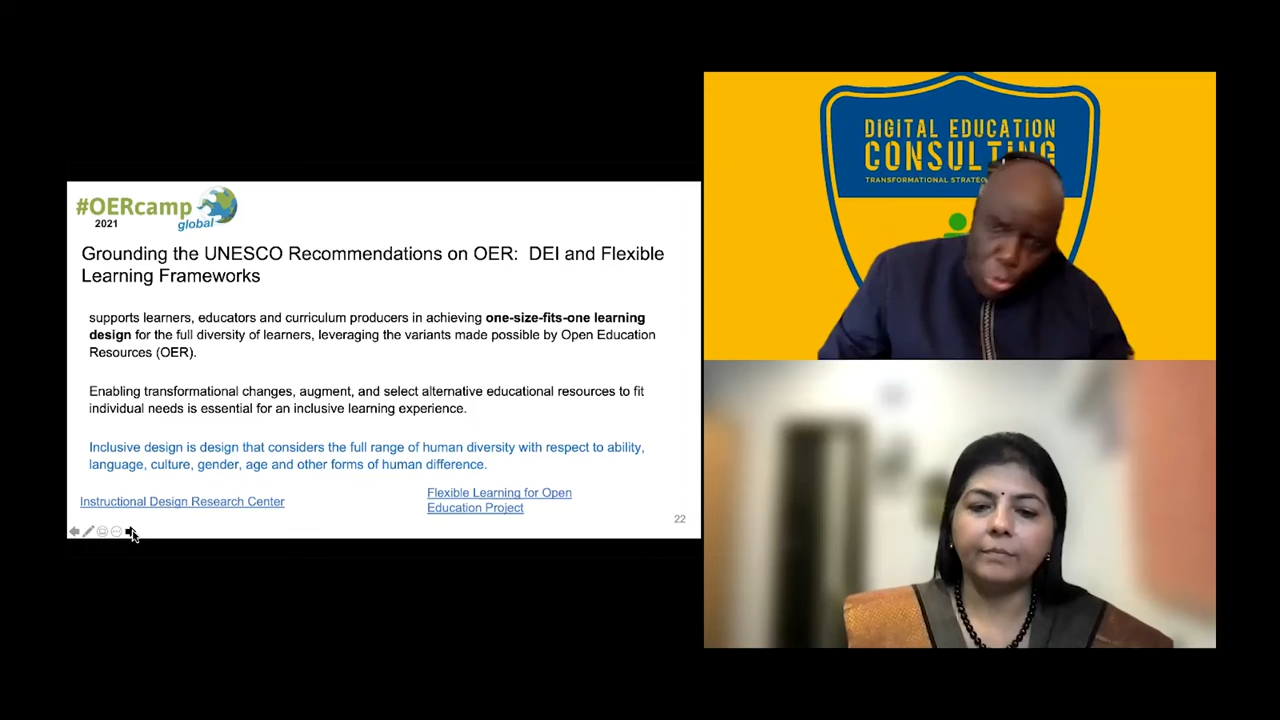 #OERcamp
2021
global
Grounding the UNESCO Recommendations on OER: DEI and Flexible
Learning Frameworks
supports learners, educators and curriculum producers in achieving one-size-fits-one learning
design for the full diversity of learners, leveraging the variants made possible by Open Education
Resources (OER).
Enabling transformational changes, augment, and select alternative educational resources to fit
individual needs is essential for an inclusive learning experience.
Inclusive design is design that considers the full range of human diversity with respect to ability,
language, culture, gender, age and other forms of human difference.
Instructional Design Research Center
Flexible Learning for Open
Education Project
22
DIGITAL EDUCATION
CONSULTING
TRANSFORMATIONAL